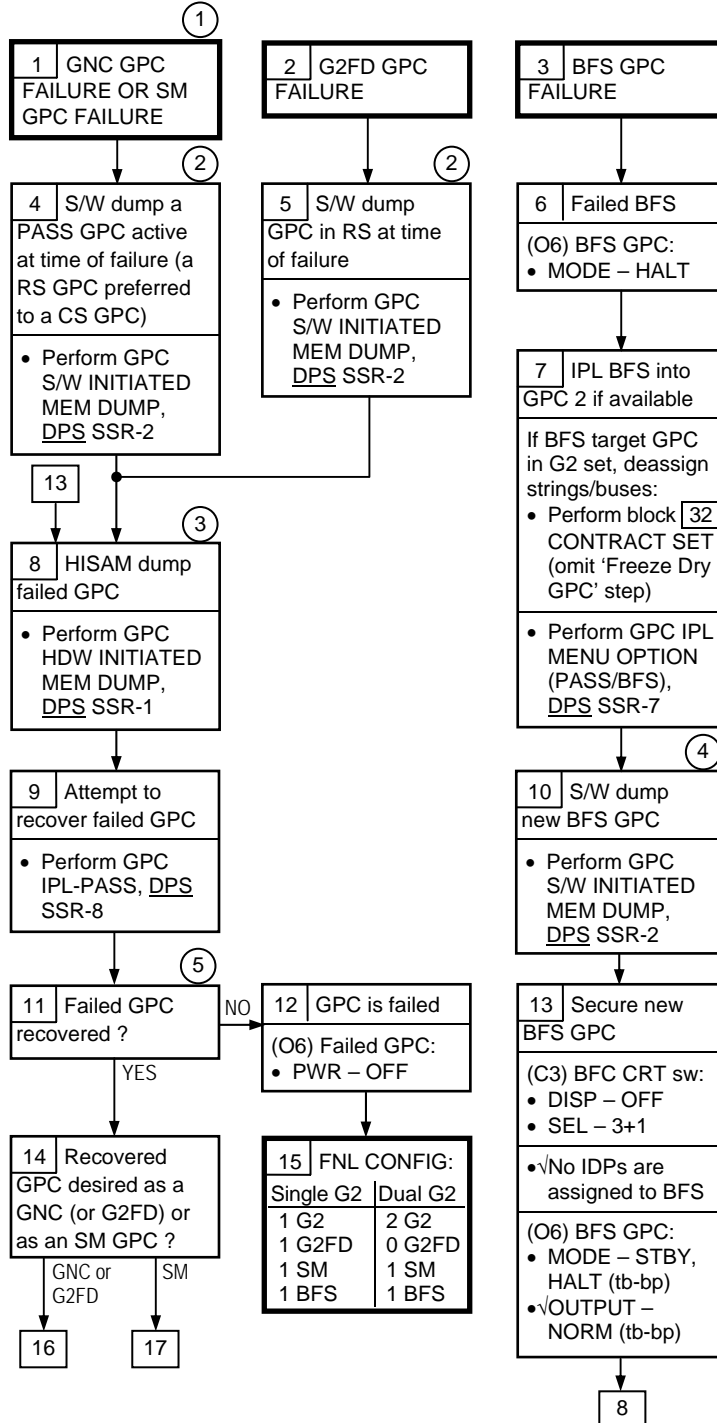 1
1 GNC GPC
FAILURE OR SM
GPC FAILURE
2
4 S/W dump a
PASS GPC active
at time of failure (a
RS GPC preferred
to a CS GPC)
• Perform GPC
S/W INITIATED
MEM DUMP,
DPS SSR-2
13
3
8 HISAM dump
failed GPC
• Perform GPC
HDW INITIATED
MEM DUMP,
DPS SSR-1
9 Attempt to
recover failed GPC
• Perform GPC
IPL-PASS, DPS
SSR-8
5
11 Failed GPC
recovered ?
NO
YES
14 Recovered
GPC desired as a
GNC (or G2FD) or
as an SM GPC ?
GNC or
G2FD
SM
16
17
2 G2FD GPC
FAILURE
2
5 S/W dump
GPC in RS at time
of failure
• Perform GPC
S/W INITIATED
MEM DUMP,
DPS SSR-2
12 GPC is failed
(O6) Failed GPC:
• PWR – OFF
15 FNL CONFIG:
Single G2 Dual G2
1 G2 2 G2
1 G2FD 0 G2FD
1 SM 1 SM
1 BFS 1 BFS
3 BFS GPC
FAILURE
6 Failed BFS
(O6) BFS GPC:
• MODE – HALT
7 IPL BFS into
GPC 2 if available
If BFS target GPC
in G2 set, deassign
strings/buses:
• Perform block 32
CONTRACT SET
(omit 'Freeze Dry
GPC' step)
• Perform GPC IPL
MENU OPTION
(PASS/BFS),
DPS SSR-7
4
10 S/W dump
new BFS GPC
• Perform GPC
S/W INITIATED
MEM DUMP,
DPS SSR-2
13 Secure new
BFS GPC
(C3) BFC CRT sw:
• DISP – OFF
• SEL – 3+1
•√No IDPs are
assigned to BFS
(O6) BFS GPC:
• MODE – STBY,
HALT (tb-bp)
•√OUTPUT –
NORM (tb-bp)
8